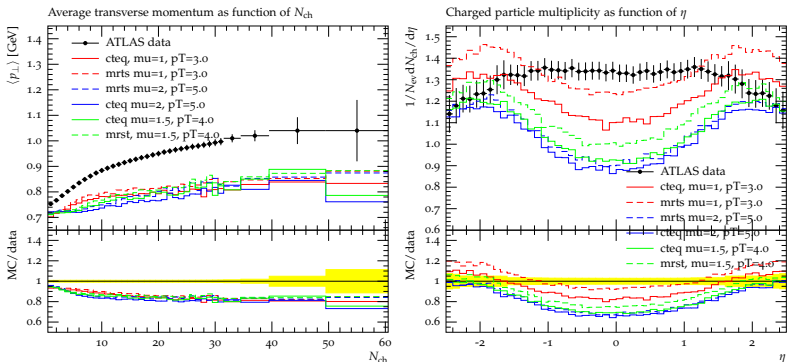 Average transverse momentum as function of N_ch
⟨p⊥⟩ [GeV]
1.4
1.3
1.2
1.1
1.0
0.9
0.8
0.7
ATLAS data
cteq, mu=1, pT=3.0
mrts, mu=1, pT=3.0
mrts mu=2, pT=5.0
cteq mu=2, pT=5.0
cteq mu=1.5, pT=4.0
mrst, mu=1.5, pT=4.0
MC/data
1.4
1.2
1
0.8
0.6
10 20 30 40 50 60
N_ch
Charged particle multiplicity as function of η
1/N_ev dN_ch/dη
1.5
1.4
1.3
1.2
1.1
1.0
0.9
0.8
0.7
0.6
ATLAS data
cteq, mu=1, pT=3.0
mrts, mu=1, pT=3.0
mrts mu=2, pT=5.0
cteq mu=2, pT=5.0
cteq mu=1.5, pT=4.0
mrst, mu=1.5, pT=4.0
MC/data
1.4
1.2
1
0.8
0.6
-2 -1 0 1 2
η